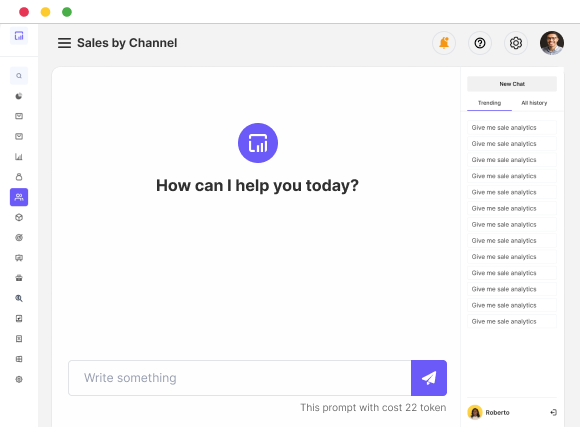 Sales by Channel
New Chat
Trending All history
How can I help you today?
Give me sale analytics
Give me sale analytics
Give me sale analytics
Give me sale analytics
Give me sale analytics
Give me sale analytics
Give me sale analytics
Give me sale analytics
Give me sale analytics
Give me sale analytics
Give me sale analytics
Give me sale analytics
Give me sale analytics
Write something
This prompt with cost 22 token
Roberto